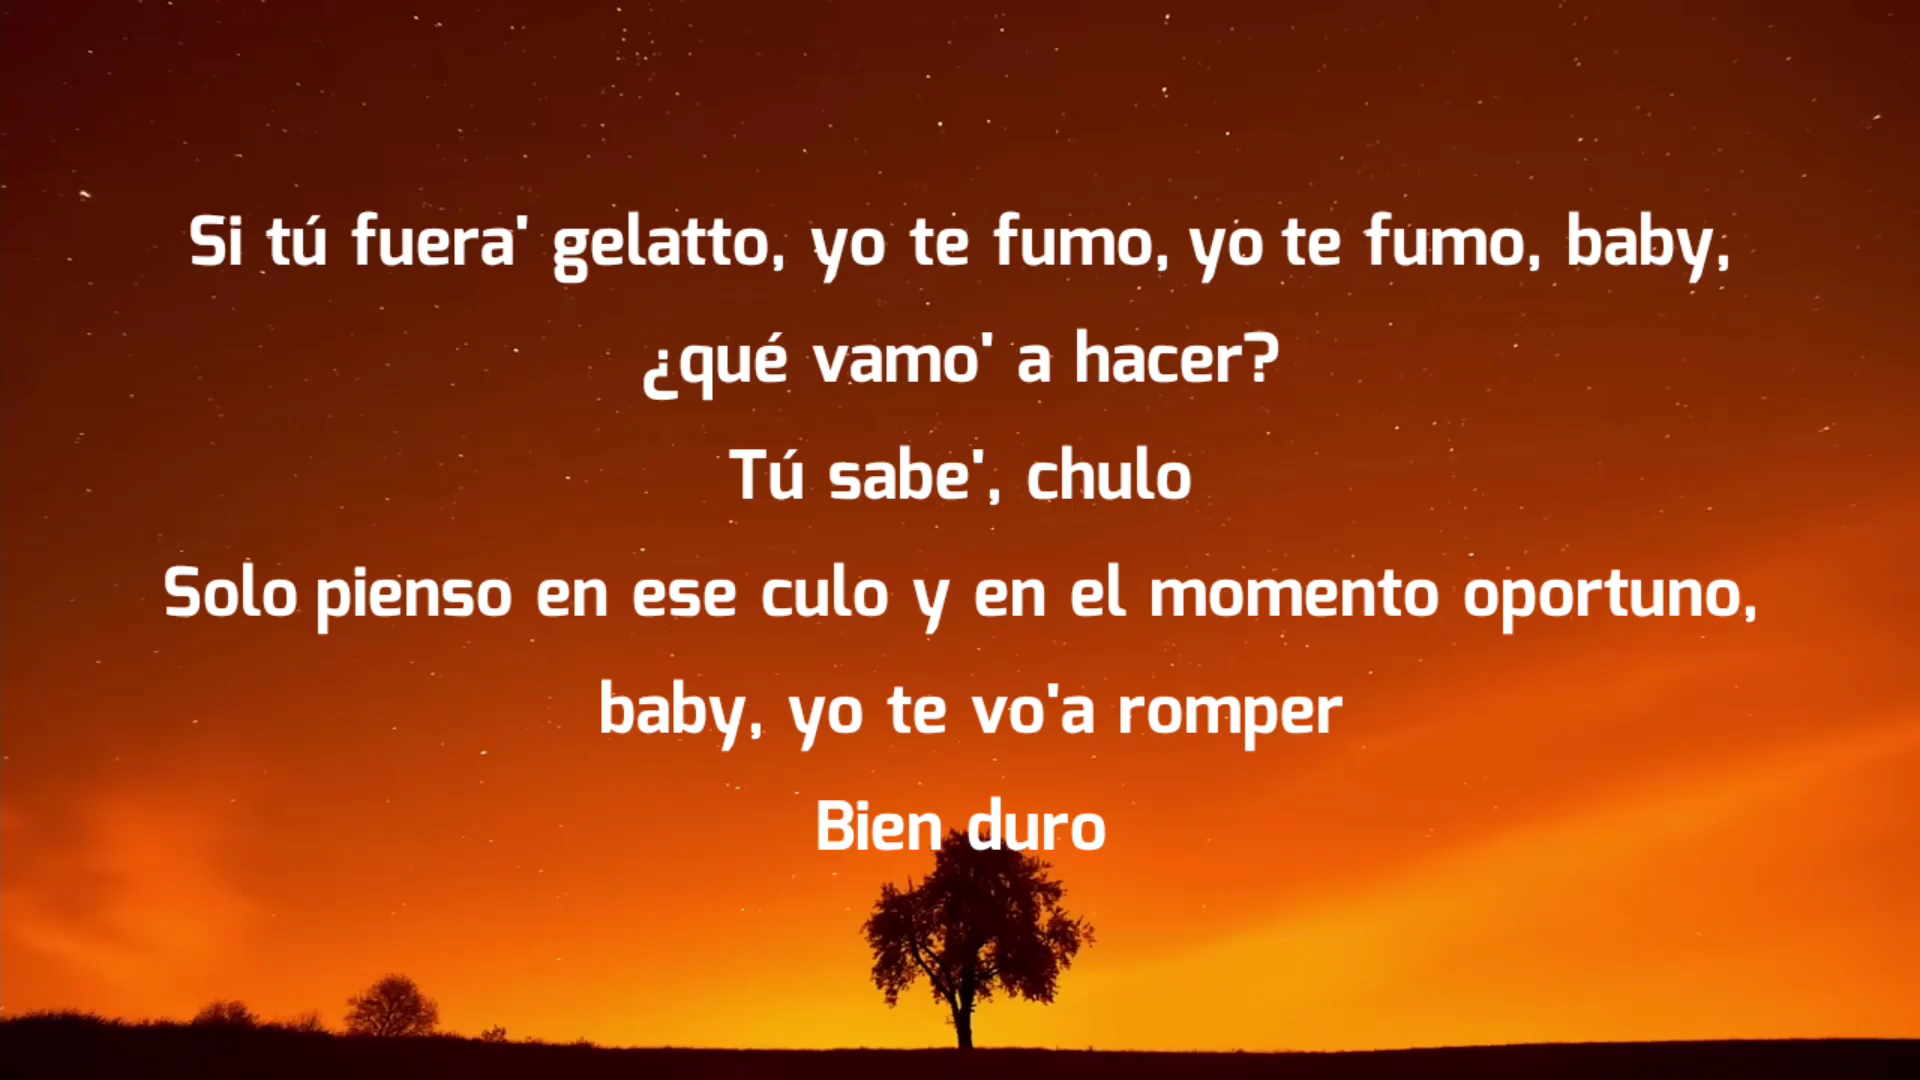 Si tú fuera' gelatto, yo te fumo, yo te fumo, baby,
¿qué vamo' a hacer?
Tú sabe', chulo
Solo pienso en ese culo y en el momento oportuno,
baby, yo te vo'a romper
Bien duro